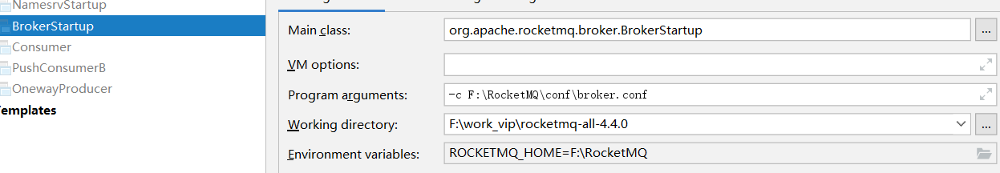 NamesrvStartup
BrokerStartup
Consumer
PushConsumerB
OnewayProducer
Templates
Main class:
org.apache.rocketmq.broker.BrokerStartup
...
VM options:
Program arguments:
-c F:\RocketMQ\conf\broker.conf
Working directory:
F:\work_vip\rocketmq-all-4.4.0
...
Environment variables:
ROCKETMQ_HOME=F:\RocketMQ